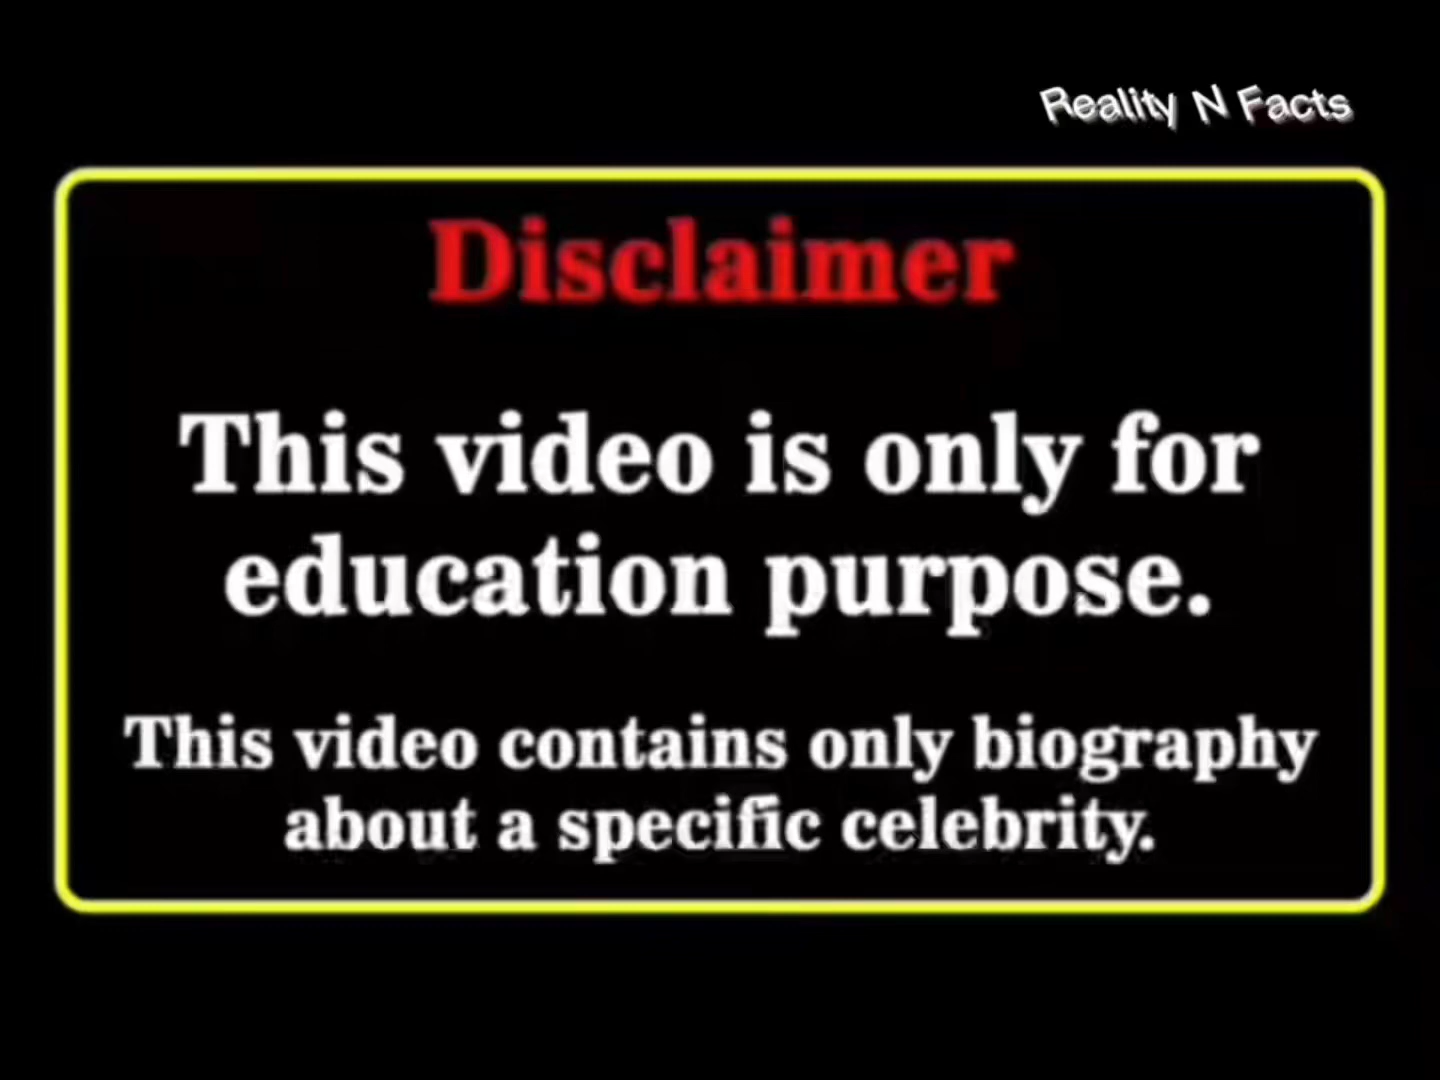 Reality N Facts
Disclaimer
This video is only for
education purpose.
This video contains only biography
about a specific celebrity.